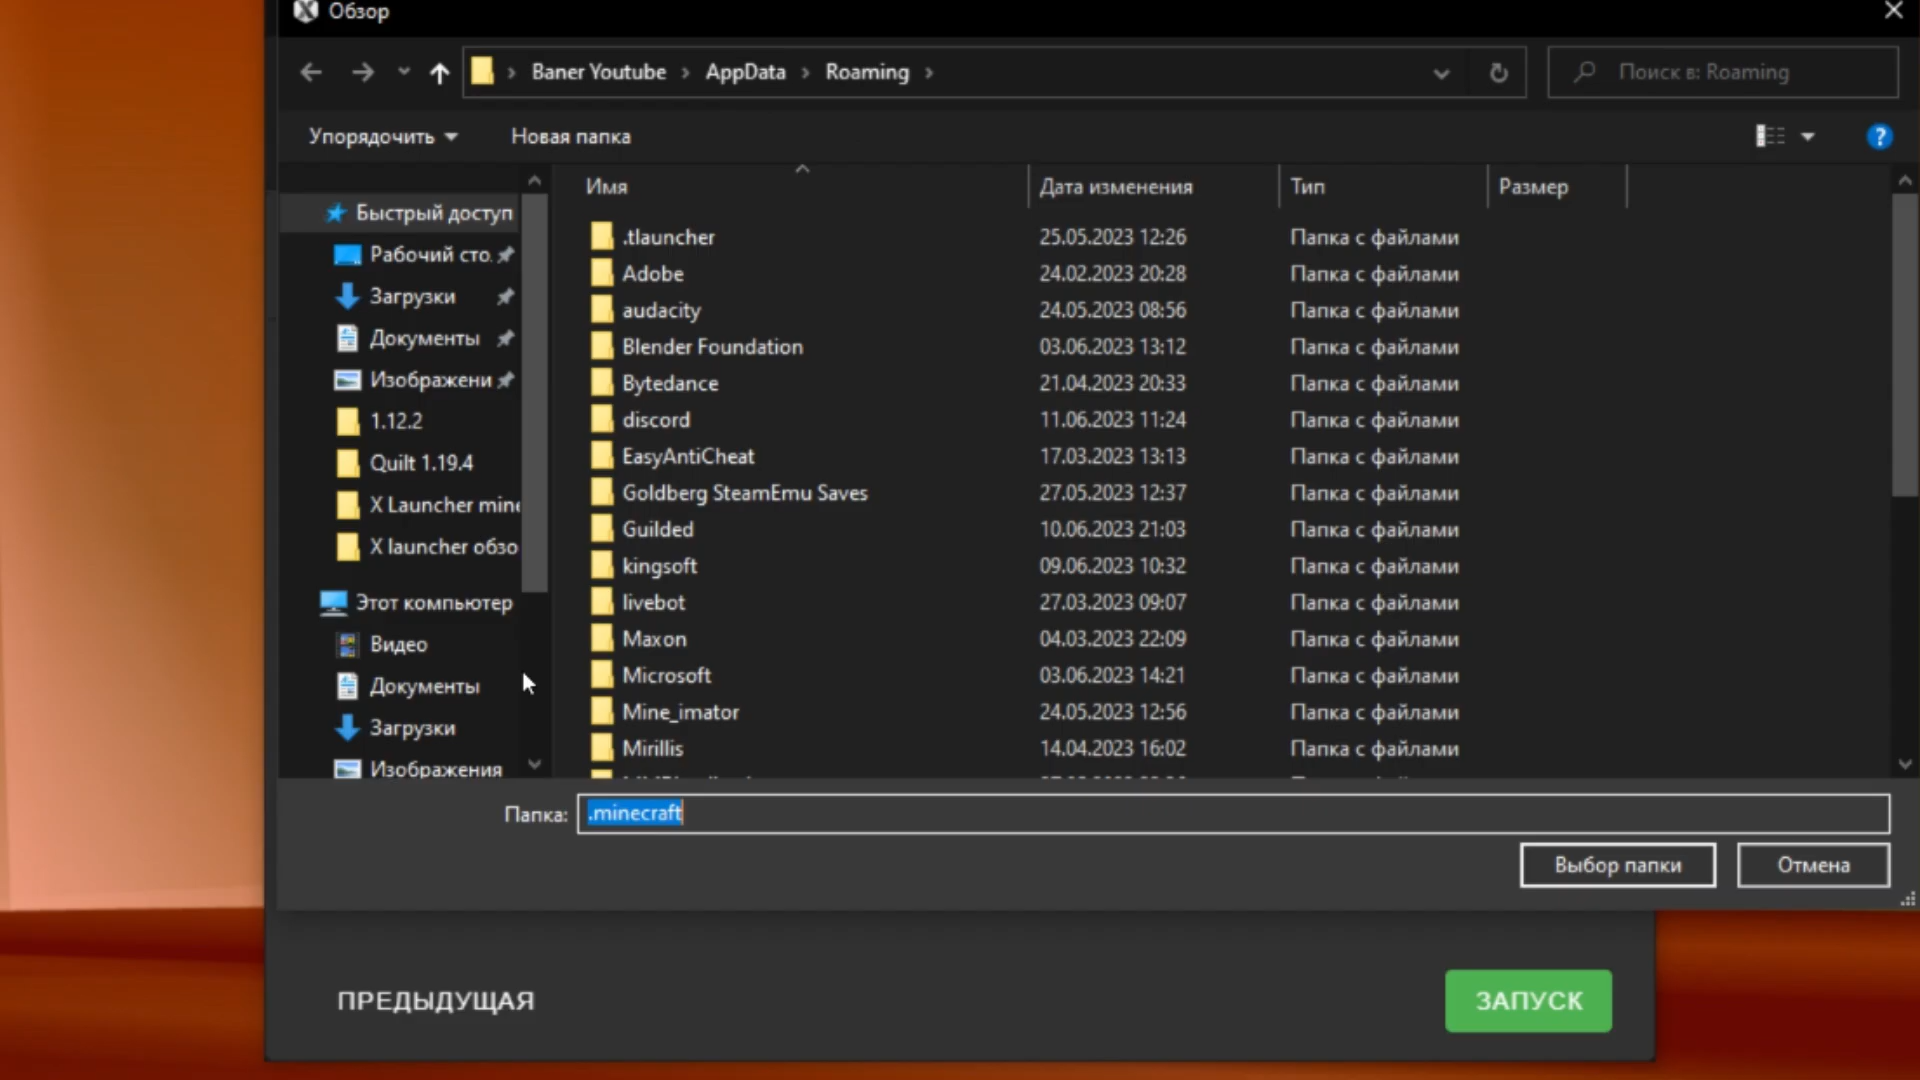 Обзор
Baner Youtube › AppData › Roaming ›
Поиск в: Roaming
Упорядочить
Новая папка
?
Имя Дата изменения Тип Размер
Быстрый доступ
Рабочий сто.
Загрузки
Документы
Изображени
1.12.2
Quilt 1.19.4
X Launcher mine
X launcher обзо
Этот компьютер
Видео
Документы
Загрузки
Изображения
.tlauncher 25.05.2023 12:26 Папка с файлами
Adobe 24.02.2023 20:28 Папка с файлами
audacity 24.05.2023 08:56 Папка с файлами
Blender Foundation 03.06.2023 13:12 Папка с файлами
Bytedance 21.04.2023 20:33 Папка с файлами
discord 11.06.2023 11:24 Папка с файлами
EasyAntiCheat 17.03.2023 13:13 Папка с файлами
Goldberg SteamEmu Saves 27.05.2023 12:37 Папка с файлами
Guilded 10.06.2023 21:03 Папка с файлами
kingsoft 09.06.2023 10:32 Папка с файлами
livebot 27.03.2023 09:07 Папка с файлами
Maxon 04.03.2023 22:09 Папка с файлами
Microsoft 03.06.2023 14:21 Папка с файлами
Mine_imator 24.05.2023 12:56 Папка с файлами
Mirillis 14.04.2023 16:02 Папка с файлами
Папка: .minecraft
Выбор папки
Отмена
ПРЕДЫДУЩАЯ
ЗАПУСК